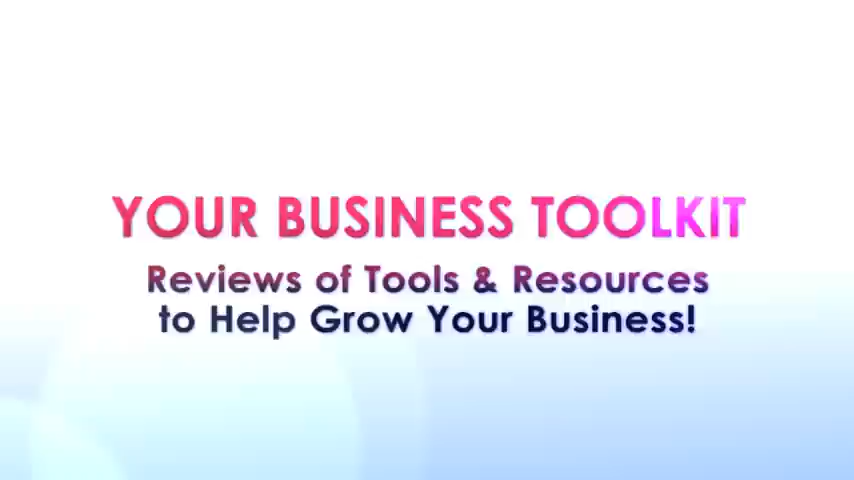 YOUR BUSINESS TOOLKIT
Reviews of Tools & Resources
to Help Grow Your Business!